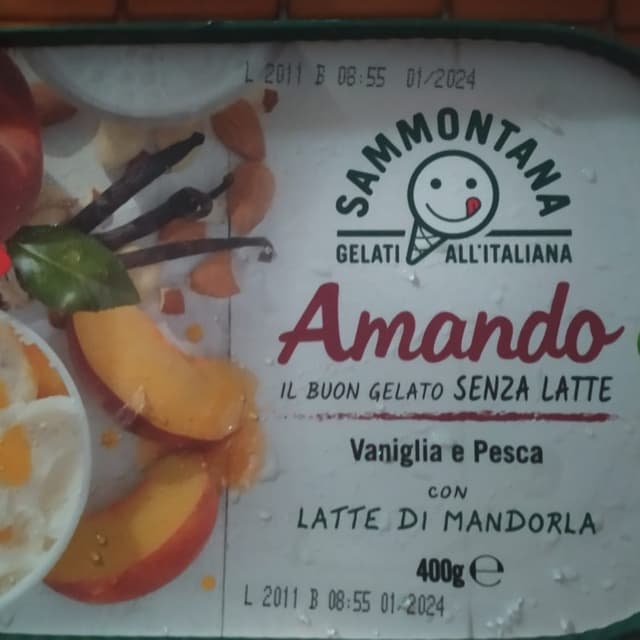 L 2011 B 08:55 01/2024
SAMMONTANA
GELATI ALL'ITALIANA
Amando
IL BUON GELATO SENZA LATTE
Vaniglia e Pesca
CON
LATTE DI MANDORLA
400g ℮
L 2011 B 08:55 01/2024